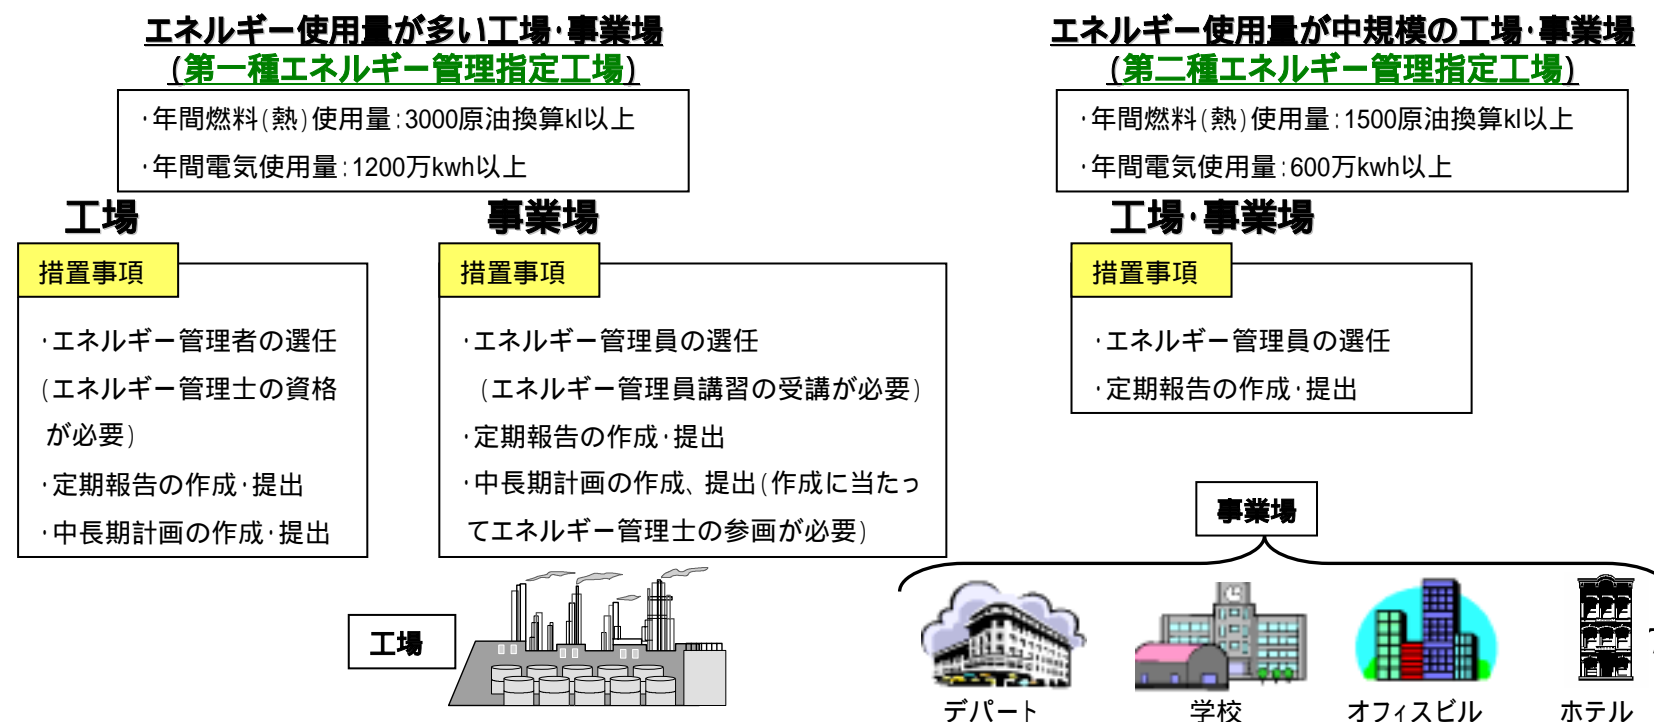 エネルギー使用量が多い工場・事業場
(第一種エネルギー管理指定工場)
・年間燃料(熱)使用量:3000原油換算kl以上
・年間電気使用量:1200万kwh以上
工場
措置事項
・エネルギー管理者の選任
(エネルギー管理士の資格
が必要)
・定期報告の作成・提出
・中長期計画の作成・提出
事業場
措置事項
・エネルギー管理員の選任
(エネルギー管理員講習の受講が必要)
・定期報告の作成・提出
・中長期計画の作成、提出(作成に当たっ
てエネルギー管理士の参画が必要)
エネルギー使用量が中規模の工場・事業場
(第二種エネルギー管理指定工場)
・年間燃料(熱)使用量:1500原油換算kl以上
・年間電気使用量:600万kwh以上
工場・事業場
措置事項
・エネルギー管理員の選任
・定期報告の作成・提出
工場
事業場
デパート
学校
オフィスビル
ホテル